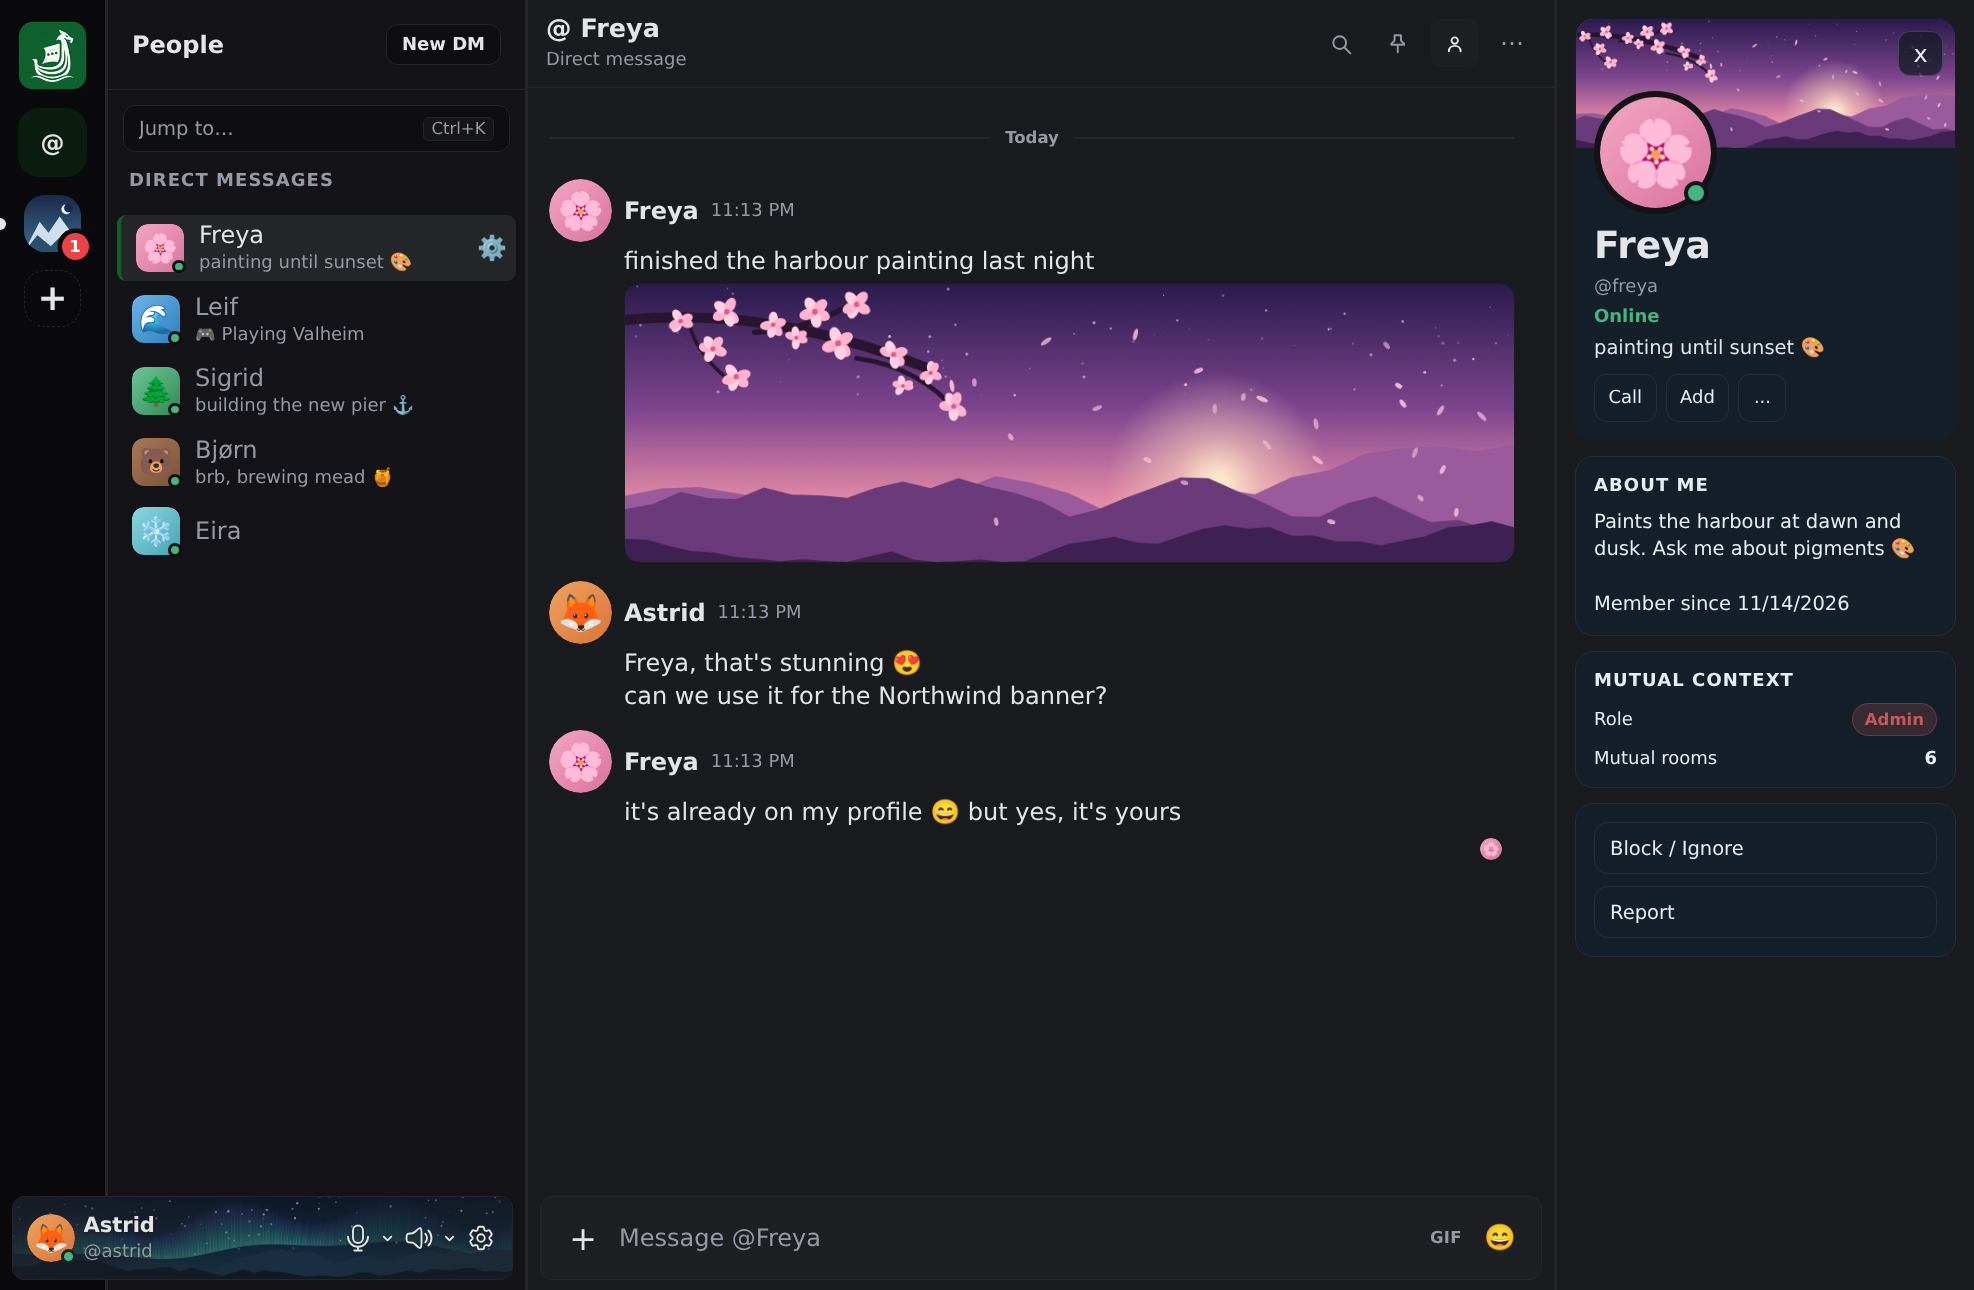 @
1
+
People
New DM
Jump to...
Ctrl+K
DIRECT MESSAGES
Freya
painting until sunset 🎨
Leif
🎮 Playing Valheim
Sigrid
building the new pier ⚓
Bjørn
brb, brewing mead 🍯
Eira
Astrid
@astrid
@ Freya
Direct message
Today
Freya 11:13 PM
finished the harbour painting last night
Astrid 11:13 PM
Freya, that's stunning 😍
can we use it for the Northwind banner?
Freya 11:13 PM
it's already on my profile 😄 but yes, it's yours
Message @Freya
GIF
X
Freya
@freya
Online
painting until sunset 🎨
Call Add ...
ABOUT ME
Paints the harbour at dawn and
dusk. Ask me about pigments 🎨
Member since 11/14/2026
MUTUAL CONTEXT
Role Admin
Mutual rooms 6
Block / Ignore
Report